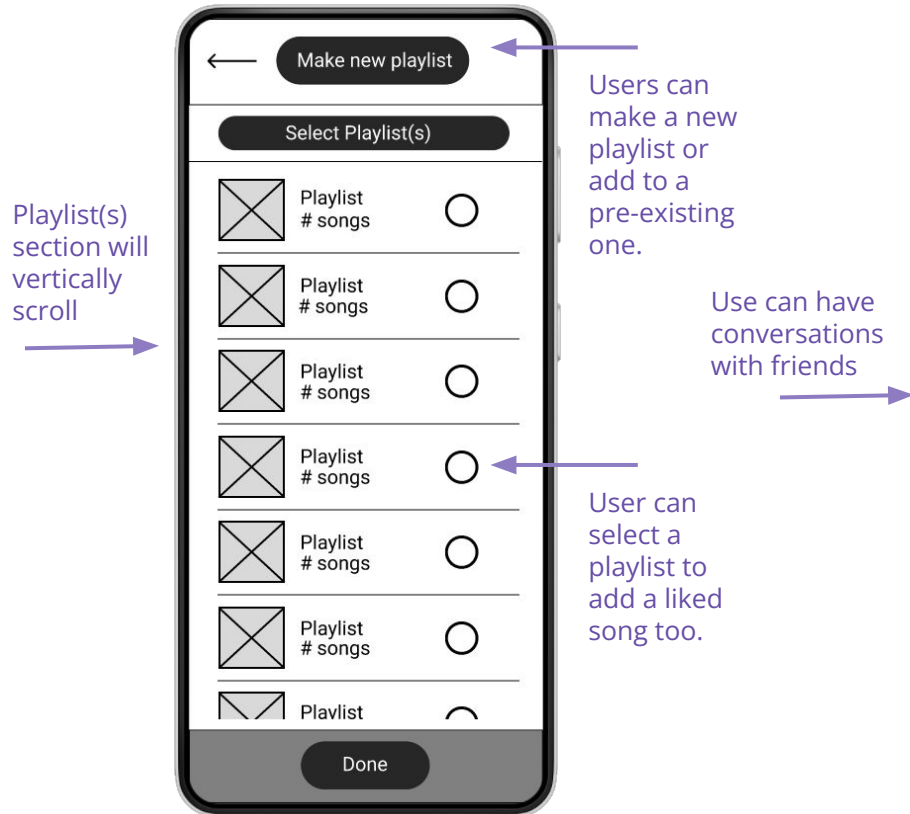 Make new playlist
Select Playlist(s)
Playlist
# songs
Playlist
# songs
Playlist
# songs
Playlist
# songs
Playlist
# songs
Playlist
# songs
Playlist
Done
Playlist(s)
section will
vertically
scroll
Users can
make a new
playlist or
add to a
pre-existing
one.
User can
select a
playlist to
add a liked
song too.
Use can have
conversations
with friends